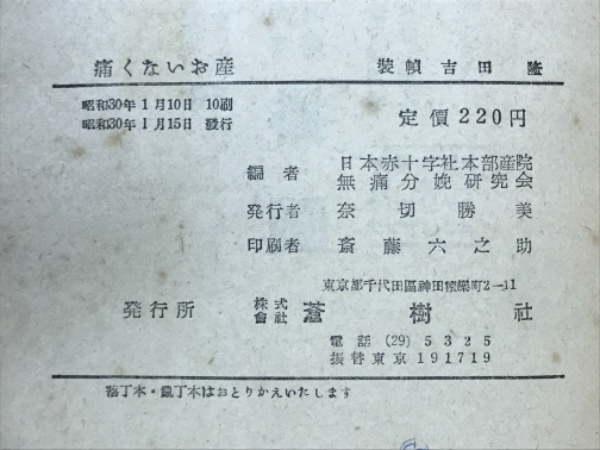 痛くないお産　装幀 吉田 隆
昭和30年1月10日 10刷
昭和30年1月15日 發行
定價220円
編者 日本赤十字社本部産院
無痛分娩研究会
発行者 奈切勝美
印刷者 斎藤六之助
東京都千代田區神田猿樂町2—11
発行所 株式會社 蒼樹社
電話 (29) 5325
振替東京 191719
落丁本・亂丁本はおとりかえいたします